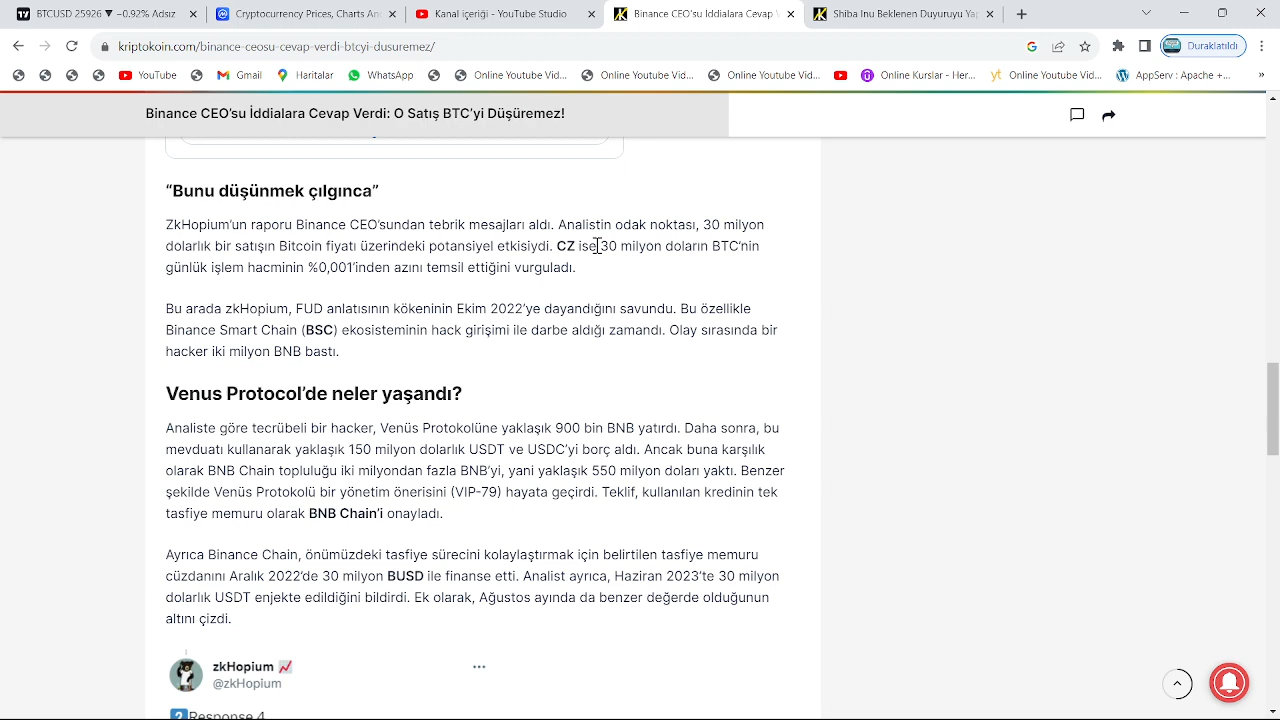 BTCUSD 25926 ▼ −0.92% Adsız
Cryptocurrency Prices, Charts An
Kanal içeriği - YouTube Studio
Binance CEO'su İddialara Cevap V
Shiba Inu Beklenen Duyuruyu Yap
kriptokoin.com/binance-ceosu-cevap-verdi-btcyi-dusuremez/
Duraklatıldı
YouTube
Gmail
Haritalar
WhatsApp
Online Youtube Vid...
Online Youtube Vid...
Online Youtube Vid...
Online Kurslar - Her...
yt Online Youtube Vid...
AppServ : Apache +...
»
Binance CEO'su İddialara Cevap Verdi: O Satış BTC'yi Düşüremez!
“Bunu düşünmek çılgınca”
ZkHopium'un raporu Binance CEO'sundan tebrik mesajları aldı. Analistin odak noktası, 30 milyon
dolarlık bir satışın Bitcoin fiyatı üzerindeki potansiyel etkisiydi. CZ ise 30 milyon doların BTC'nin
günlük işlem hacminin %0,001'inden azını temsil ettiğini vurguladı.
Bu arada zkHopium, FUD anlatısının kökeninin Ekim 2022'ye dayandığını savundu. Bu özellikle
Binance Smart Chain (BSC) ekosisteminin hack girişimi ile darbe aldığı zamandı. Olay sırasında bir
hacker iki milyon BNB bastı.
Venus Protocol'de neler yaşandı?
Analiste göre tecrübeli bir hacker, Venüs Protokolüne yaklaşık 900 bin BNB yatırdı. Daha sonra, bu
mevduatı kullanarak yaklaşık 150 milyon dolarlık USDT ve USDC'yi borç aldı. Ancak buna karşılık
olarak BNB Chain topluluğu iki milyondan fazla BNB'yi, yani yaklaşık 550 milyon doları yaktı. Benzer
şekilde Venüs Protokolü bir yönetim önerisini (VIP-79) hayata geçirdi. Teklif, kullanılan kredinin tek
tasfiye memuru olarak BNB Chain'i onayladı.
Ayrıca Binance Chain, önümüzdeki tasfiye sürecini kolaylaştırmak için belirtilen tasfiye memuru
cüzdanını Aralık 2022'de 30 milyon BUSD ile finanse etti. Analist ayrıca, Haziran 2023'te 30 milyon
dolarlık USDT enjekte edildiğini bildirdi. Ek olarak, Ağustos ayında da benzer değerde olduğunun
altını çizdi.
zkHopium
@zkHopium
Response 4